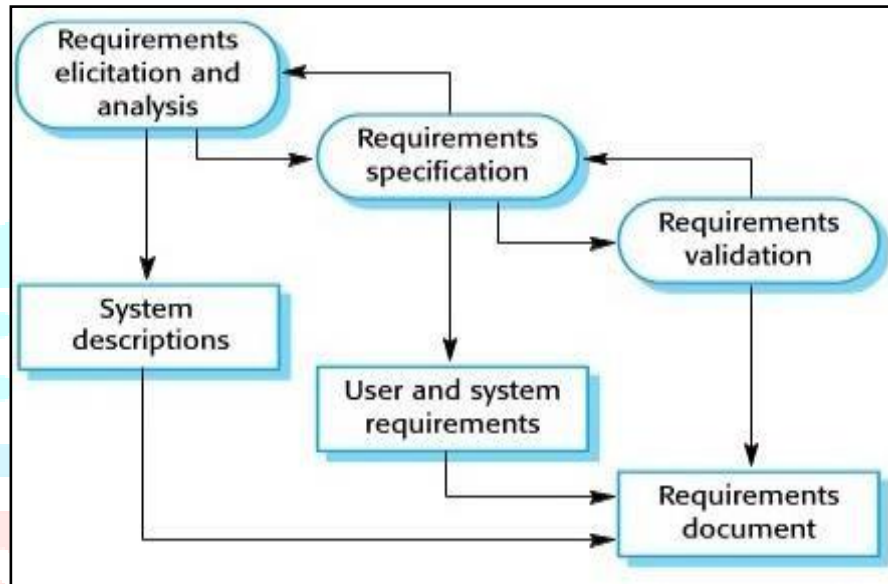 Requirements
elicitation and
analysis
Requirements
specification
Requirements
validation
System
descriptions
User and system
requirements
Requirements
document